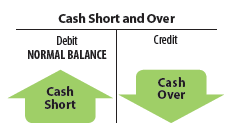 Cash Short and Over
Debit
NORMAL BALANCE
Credit
Cash
Short
Cash
Over